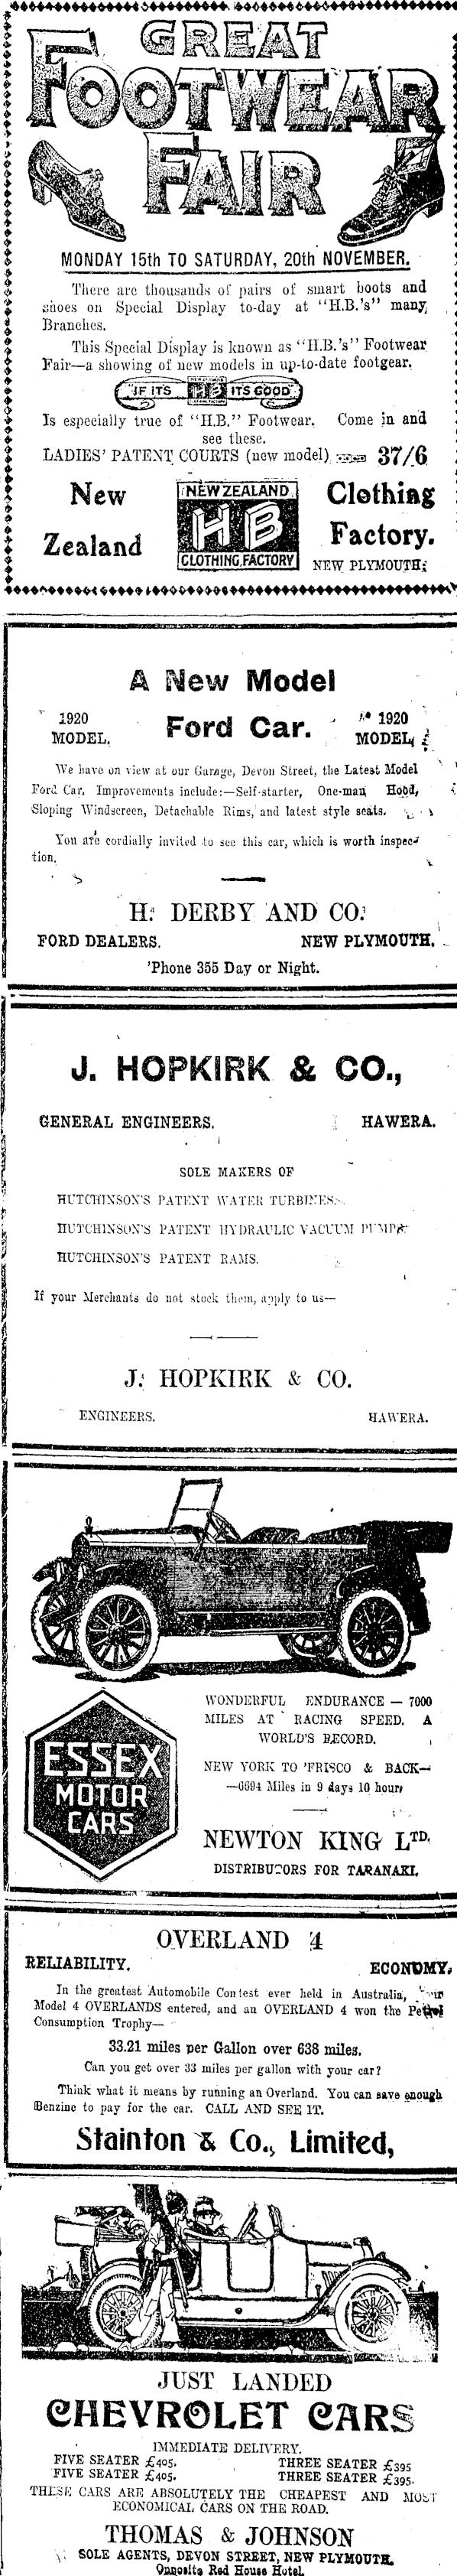 GREAT
FOOTWEAR
FAIR
MONDAY 15th TO SATURDAY, 20th NOVEMBER.
There are thousands of pairs of smart boots and
shoes on Special Display to-day at "H.B.'s" many
Branches.
This Special Display is known as "H.B.'s" Footwear
Fair—a showing of new models in up-to-date footgear.
IF ITS HB ITS GOOD
Is especially true of "H.B." Footwear. Come in and
see these.
LADIES' PATENT COURTS (new model) 37/6
New
Zealand
NEW ZEALAND
HB
CLOTHING FACTORY
Clothing
Factory.
NEW PLYMOUTH
A New Model
Ford Car.
1920
MODEL.
1920
MODEL
We have on view at our Garage, Devon Street, the Latest Model
Ford Car. Improvements include:—Self-starter, One-man Hood,
Sloping Windscreen, Detachable Rims, and latest style seats.
You are cordially invited to see this car, which is worth inspec-
tion.
H. DERBY AND CO.
FORD DEALERS. NEW PLYMOUTH.
'Phone 355 Day or Night.
J. HOPKIRK & CO.,
GENERAL ENGINEERS. HAWERA.
SOLE MAKERS OF
HUTCHINSON'S PATENT WATER TURBINES.
HUTCHINSON'S PATENT HYDRAULIC VACUUM PUMPS
HUTCHINSON'S PATENT RAMS.
If your Merchants do not stock them, apply to us—
J. HOPKIRK & CO.
ENGINEERS. HAWERA.
ESSEX
MOTOR
CARS
WONDERFUL ENDURANCE — 7000
MILES AT RACING SPEED. A
WORLD'S RECORD.
NEW YORK TO 'FRISCO & BACK—
—6694 Miles in 9 days 10 hours
NEWTON KING LTD.
DISTRIBUTORS FOR TARANAKI.
OVERLAND 4
RELIABILITY. ECONOMY.
In the greatest Automobile Contest ever held in Australia,
Model 4 OVERLANDS entered, and an OVERLAND 4 won the Petrol
Consumption Trophy—
33.21 miles per Gallon over 638 miles.
Can you get over 33 miles per gallon with your car?
Think what it means by running an Overland. You can save enough
Benzine to pay for the car. CALL AND SEE IT.
Stainton & Co., Limited,
JUST LANDED
CHEVROLET CARS
IMMEDIATE DELIVERY.
FIVE SEATER £405. THREE SEATER £395
FIVE SEATER £405. THREE SEATER £395.
THESE CARS ARE ABSOLUTELY THE CHEAPEST AND MOST
ECONOMICAL CARS ON THE ROAD.
THOMAS & JOHNSON
SOLE AGENTS, DEVON STREET, NEW PLYMOUTH.
Opposite Red House Hotel.